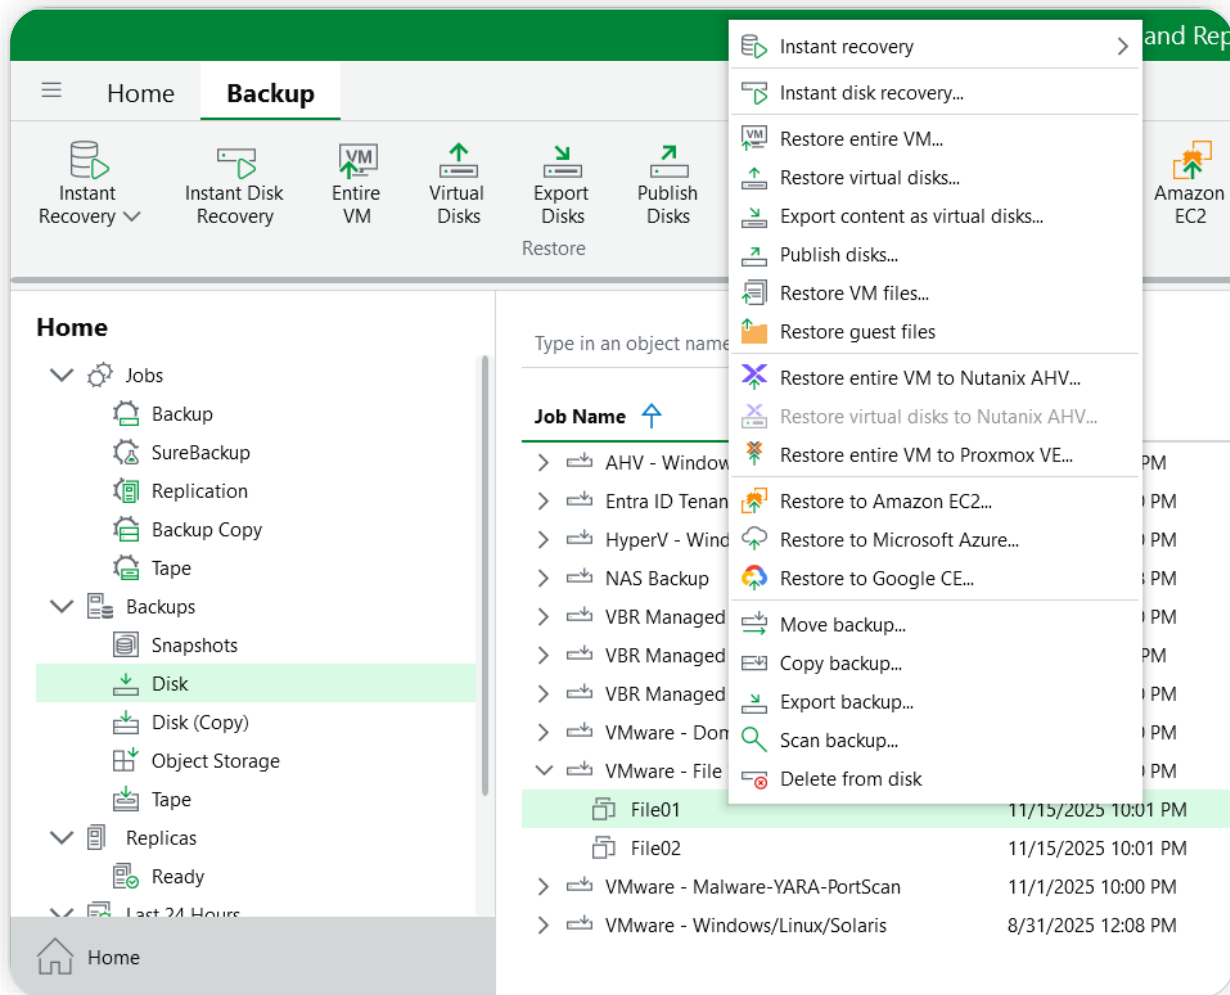 and Rep
Home
Backup
Instant
Recovery
Instant Disk
Recovery
Entire
VM
Virtual
Disks
Export
Disks
Publish
Disks
Amazon
EC2
Restore
Instant recovery
Instant disk recovery...
Restore entire VM...
Restore virtual disks...
Export content as virtual disks...
Publish disks...
Restore VM files...
Restore guest files
Restore entire VM to Nutanix AHV...
Restore virtual disks to Nutanix AHV...
Restore entire VM to Proxmox VE...
Restore to Amazon EC2...
Restore to Microsoft Azure...
Restore to Google CE...
Move backup...
Copy backup...
Export backup...
Scan backup...
Delete from disk
Home
Jobs
Backup
SureBackup
Replication
Backup Copy
Tape
Backups
Snapshots
Disk
Disk (Copy)
Object Storage
Tape
Replicas
Ready
Last 24 Hours
Home
Type in an object name
Job Name
AHV - Window PM
Entra ID Tenan PM
HyperV - Wind PM
NAS Backup PM
VBR Managed PM
VBR Managed PM
VBR Managed PM
VMware - Dom PM
VMware - File PM
File01 11/15/2025 10:01 PM
File02 11/15/2025 10:01 PM
VMware - Malware-YARA-PortScan 11/1/2025 10:00 PM
VMware - Windows/Linux/Solaris 8/31/2025 12:08 PM